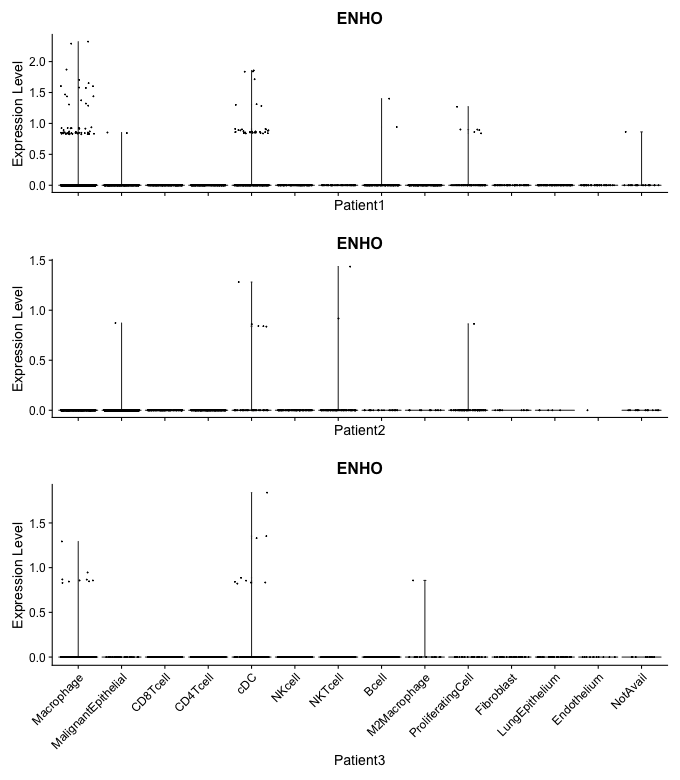 ENHO
Expression Level
2.0
1.5
1.0
0.5
0.0
Patient1
ENHO
Expression Level
1.5
1.0
0.5
0.0
Patient2
ENHO
Expression Level
1.5
1.0
0.5
0.0
Macrophage
MalignantEpithelial
CD8Tcell
CD4Tcell
cDC
NKcell
NKTcell
Bcell
M2Macrophage
ProliferatingCell
Fibroblast
LungEpithelium
Endothelium
NotAvail
Patient3